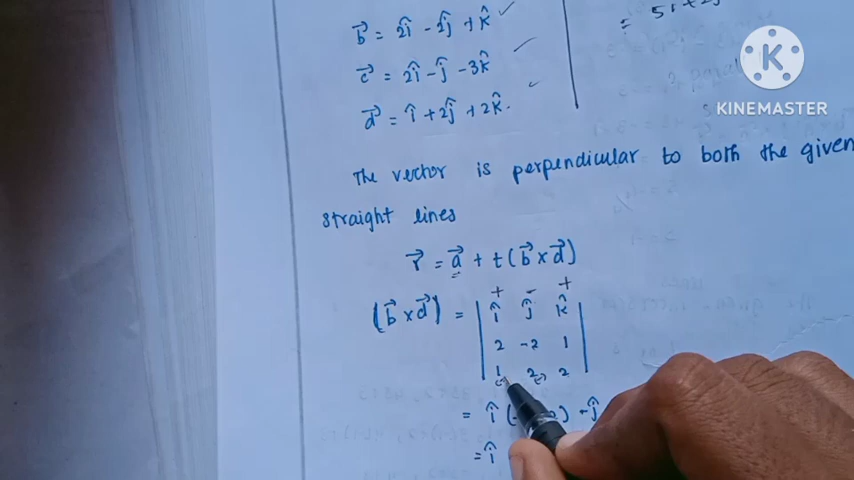 b⃗ = 2î - 2ĵ + k̂
c⃗ = 2î - ĵ - 3k̂
d⃗ = î + 2ĵ + 2k̂.
KINEMASTER
The vector is perpendicular to both the given
straight lines
r⃗ = a⃗ + t(b⃗ × d⃗)
+ - +
(b⃗ × d⃗) = | î ĵ k̂ |
2 -2 1
1 2 2
= î ( ) - ĵ
= î